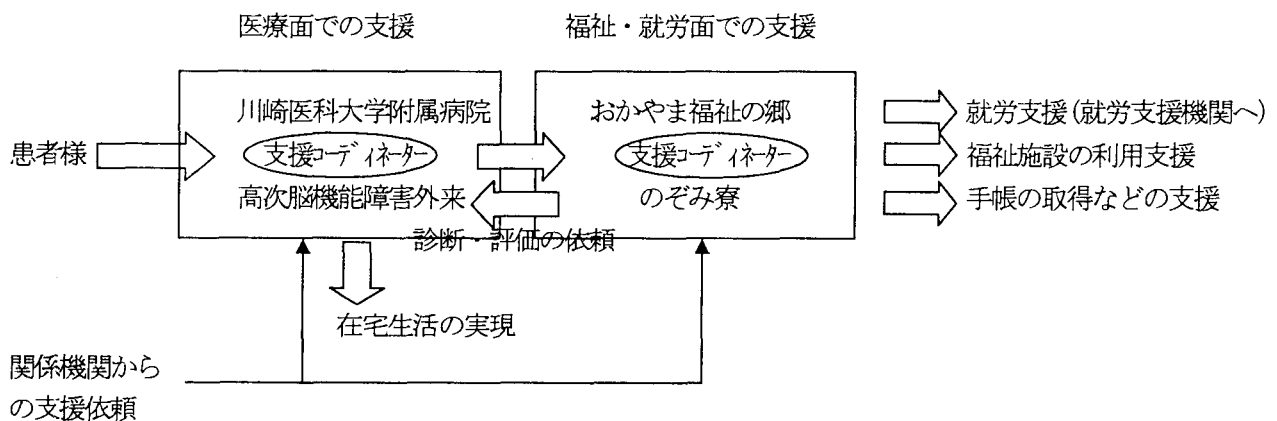 医療面での支援
福祉・就労面での支援
川崎医科大学附属病院
おかやま福祉の郷
就労支援(就労支援機関へ)
患者様
支援コーディネーター
支援コーディネーター
福祉施設の利用支援
高次脳機能障害外来
のぞみ寮
手帳の取得などの支援
診断・評価の依頼
在宅生活の実現
関係機関から
の支援依頼